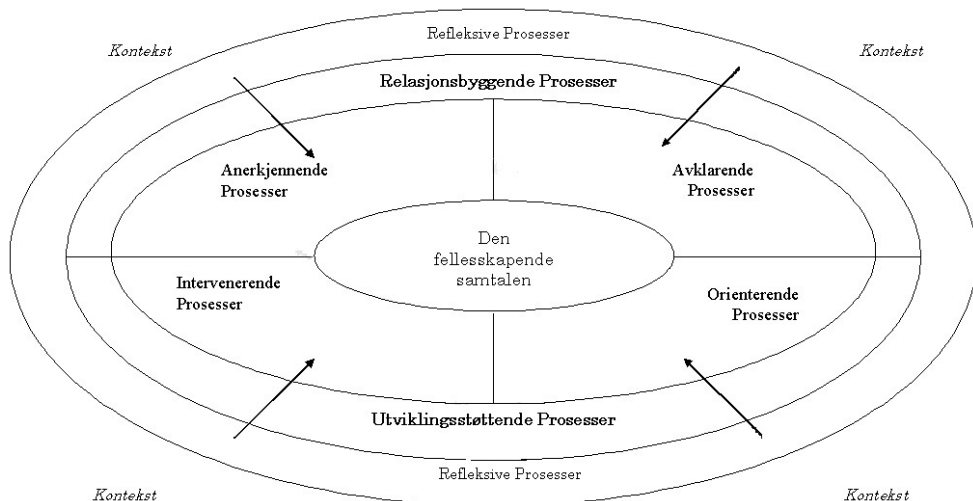 Refleksive Prosesser
Kontekst
Kontekst
Relasjonsbyggende Prosesser
Anerkjennende
Prosesser
Avklarende
Prosesser
Den
fellesskapende
samtalen
Intervenerende
Prosesser
Orienterende
Prosesser
Utviklingsstøttende Prosesser
Refleksive Prosesser
Kontekst
Kontekst